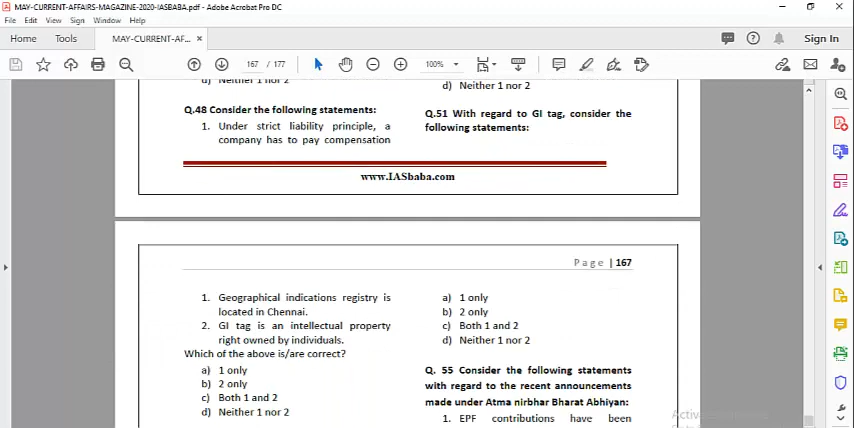 MAY-CURRENT-AFFAIRS-MAGAZINE-2020-IASBABA.pdf - Adobe Acrobat Pro DC
File Edit View Sign Window Help
Home Tools MAY-CURRENT-AF... × Sign In
167 / 177 100%
d) Neither 1 nor 2
Q.48 Consider the following statements:
1. Under strict liability principle, a
company has to pay compensation
d) Neither 1 nor 2
Q.51 With regard to GI tag, consider the
following statements:
www.IASbaba.com
Page | 167
1. Geographical indications registry is
located in Chennai.
2. GI tag is an intellectual property
right owned by individuals.
Which of the above is/are correct?
a) 1 only
b) 2 only
c) Both 1 and 2
d) Neither 1 nor 2
a) 1 only
b) 2 only
c) Both 1 and 2
d) Neither 1 nor 2
Q. 55 Consider the following statements
with regard to the recent announcements
made under Atma nirbhar Bharat Abhiyan:
1. EPF contributions have been